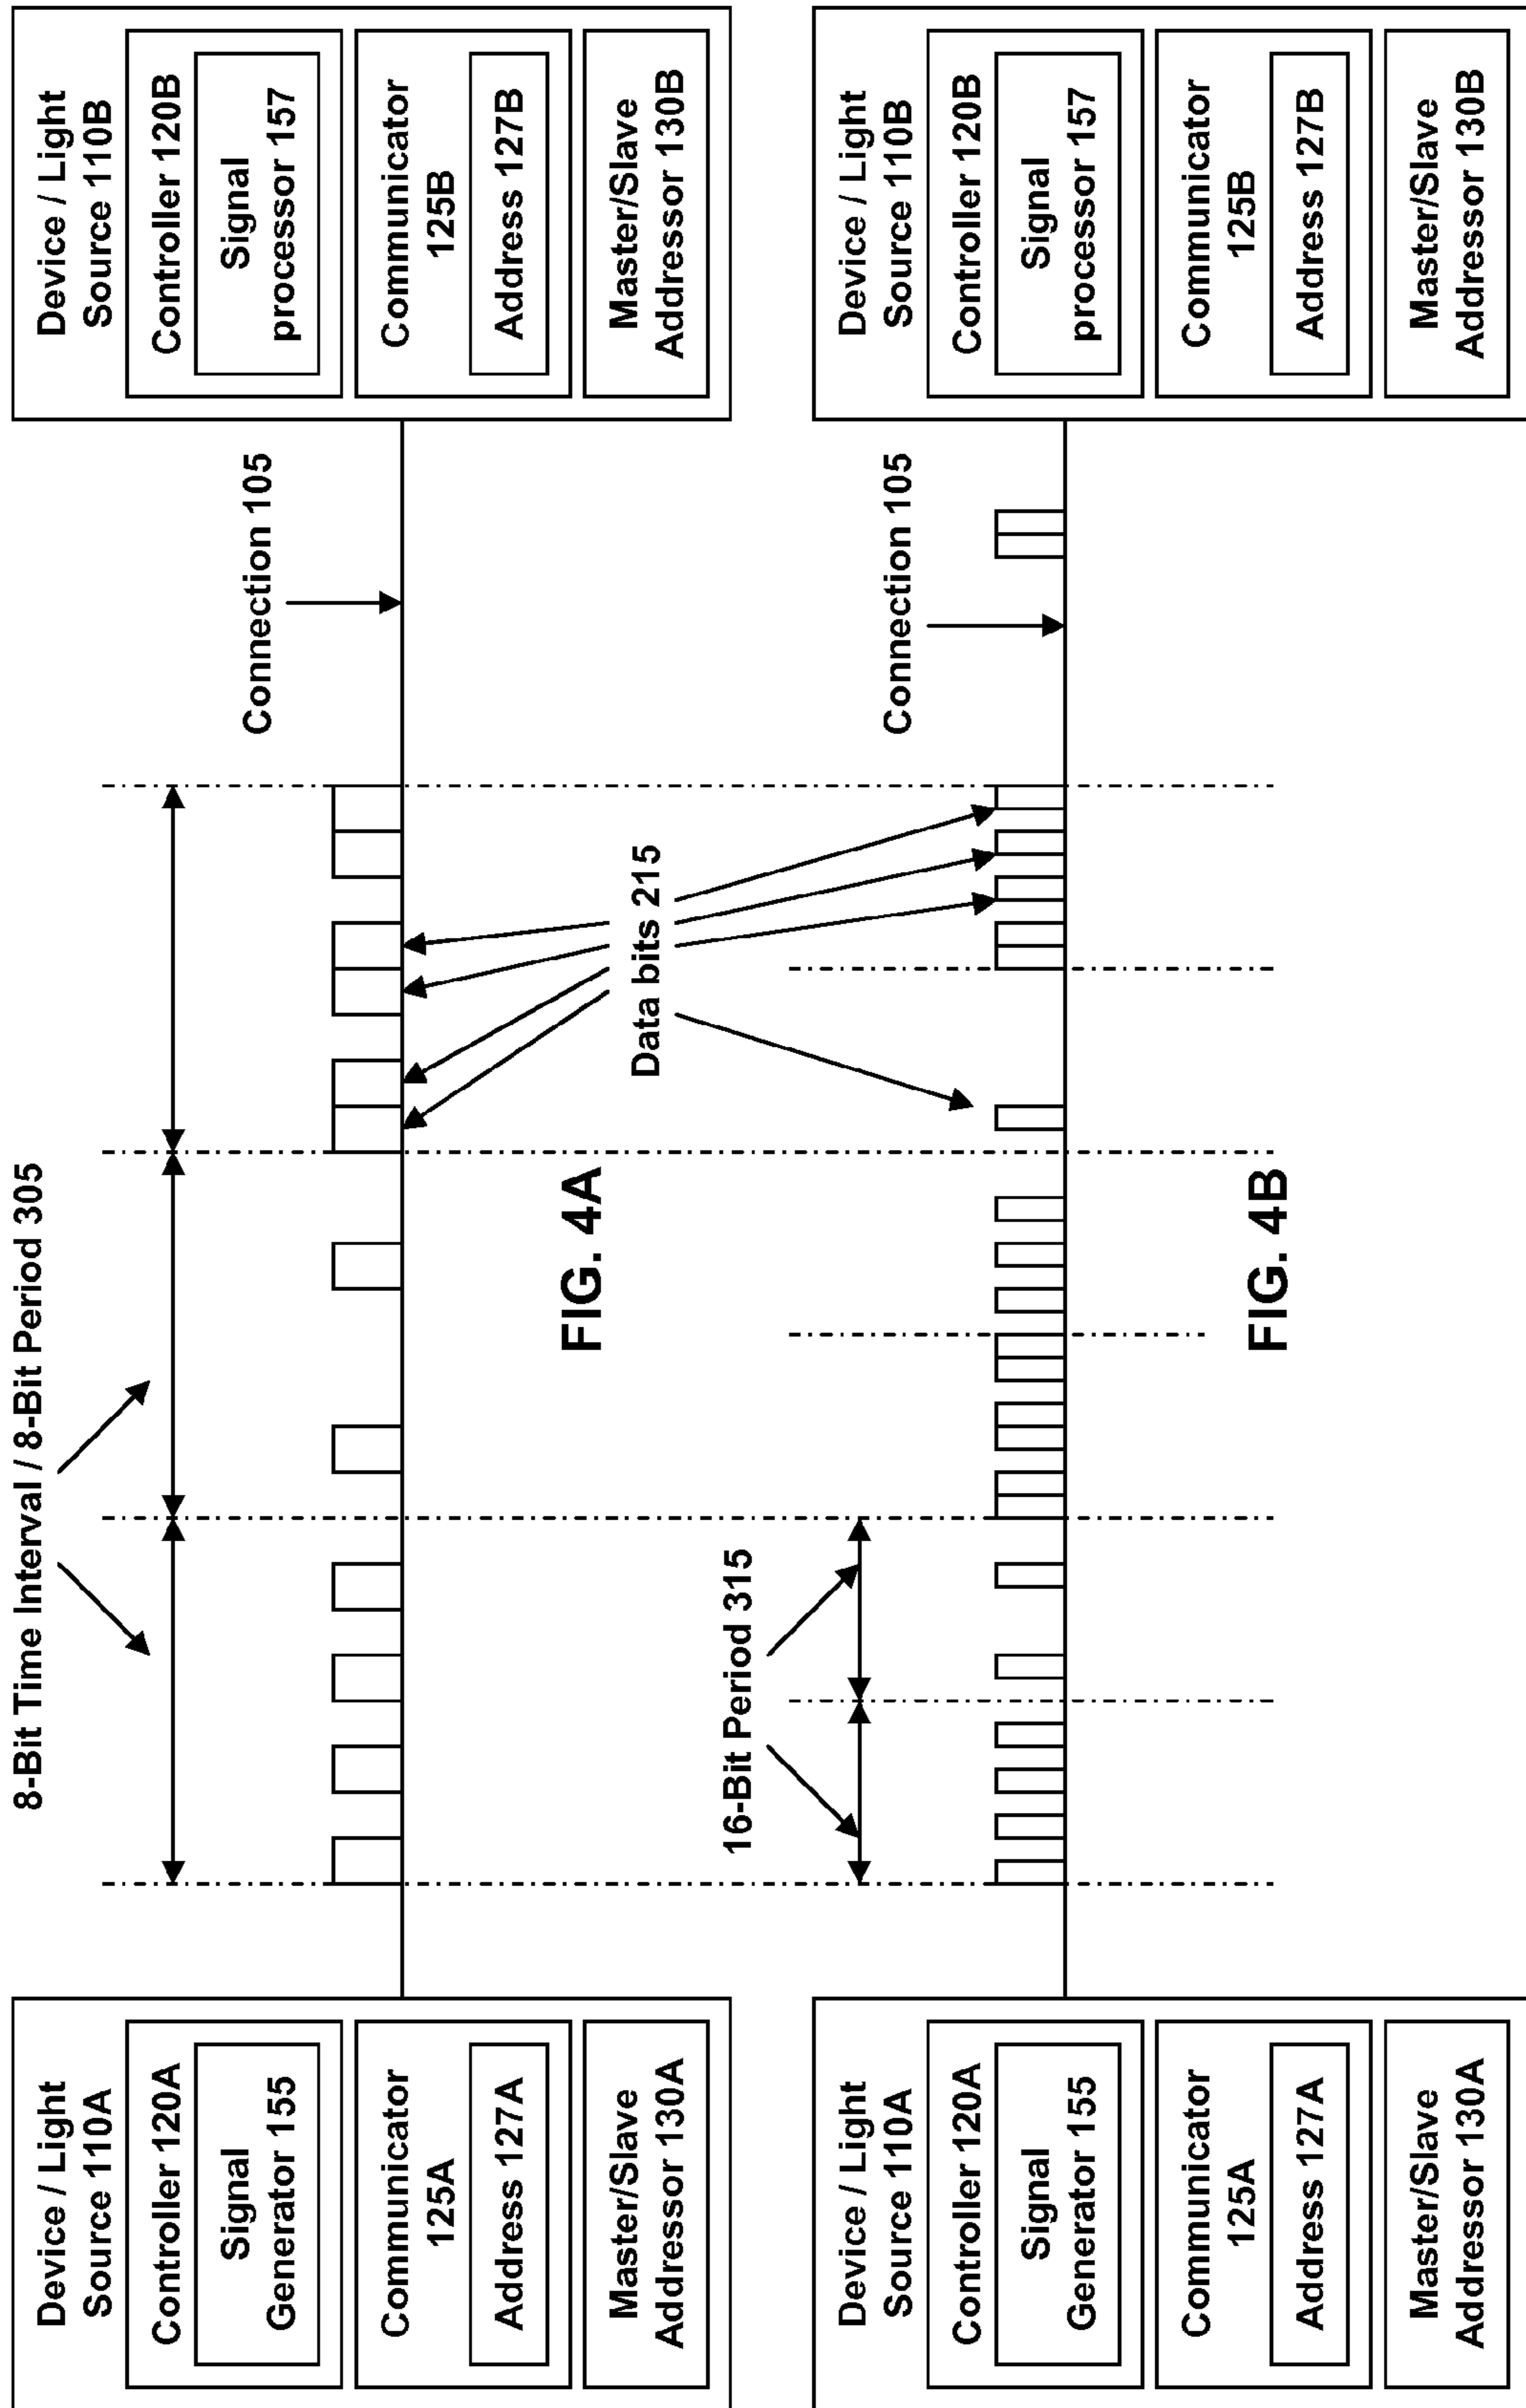 Device / Light
Source 110A
Controller 120A
Signal
Generator 155
Communicator
125A
Address 127A
Master/Slave
Addressor 130A
8-Bit Time Interval / 8-Bit Period 305
Connection 105
Device / Light
Source 110B
Controller 120B
Signal
processor 157
Communicator
125B
Address 127B
Master/Slave
Addressor 130B
FIG. 4A
Data bits 215
Device / Light
Source 110A
Controller 120A
Signal
Generator 155
Communicator
125A
Address 127A
Master/Slave
Addressor 130A
16-Bit Period 315
Connection 105
Device / Light
Source 110B
Controller 120B
Signal
processor 157
Communicator
125B
Address 127B
Master/Slave
Addressor 130B
FIG. 4B